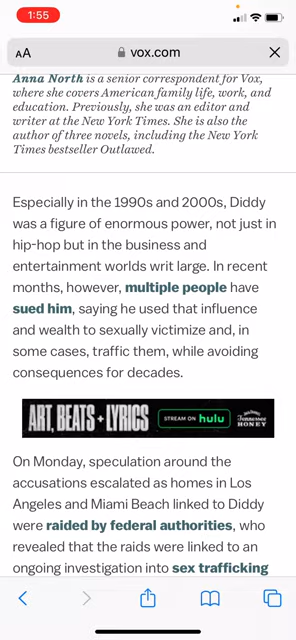 1:55
AA
vox.com
Anna North is a senior correspondent for Vox,
where she covers American family life, work, and
education. Previously, she was an editor and
writer at the New York Times. She is also the
author of three novels, including the New York
Times bestseller Outlawed.
Especially in the 1990s and 2000s, Diddy
was a figure of enormous power, not just in
hip-hop but in the business and
entertainment worlds writ large. In recent
months, however, multiple people have
sued him, saying he used that influence
and wealth to sexually victimize and, in
some cases, traffic them, while avoiding
consequences for decades.
ART, BEATS + LYRICS
STREAM ON hulu
Tennessee
HONEY
On Monday, speculation around the
accusations escalated as homes in Los
Angeles and Miami Beach linked to Diddy
were raided by federal authorities, who
revealed that the raids were linked to an
ongoing investigation into sex trafficking